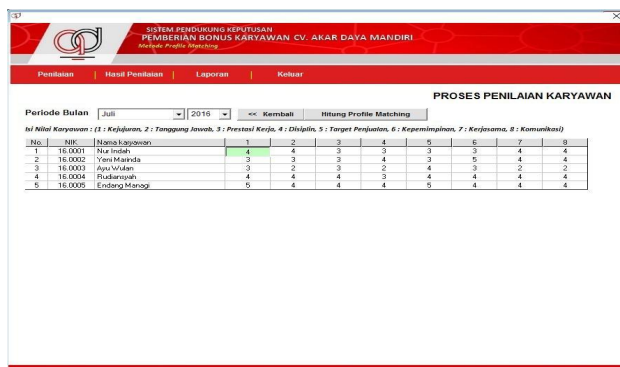 SISTEM PENDUKUNG KEPUTUSAN
PEMBERIAN BONUS KARYAWAN CV. AKAR DAYA MANDIRI
Metode Profile Matching
Penilaian | Hasil Penilaian | Laporan | Keluar
PROSES PENILAIAN KARYAWAN
Periode Bulan Juli 2016 << Kembali Hitung Profile Matching
Isi Nilai Karyawan : (1 : Kejujuran, 2 : Tanggung Jawab, 3 : Prestasi Kerja, 4 : Disiplin, 5 : Target Penjualan, 6 : Kepemimpinan, 7 : Kerjasama, 8 : Komunikasi)
No. NIK Nama karyawan 1 2 3 4 5 6 7 8
1 16.0001 Nur Indah 4 4 3 3 3 3 4 4
2 16.0002 Yeni Marinda 3 3 3 4 3 5 4 4
3 16.0003 Ayu Wulan 3 2 3 2 4 3 2 2
4 16.0004 Rudiansyah 4 4 4 3 4 4 4 4
5 16.0005 Endang Managi 5 4 4 4 5 4 4 4